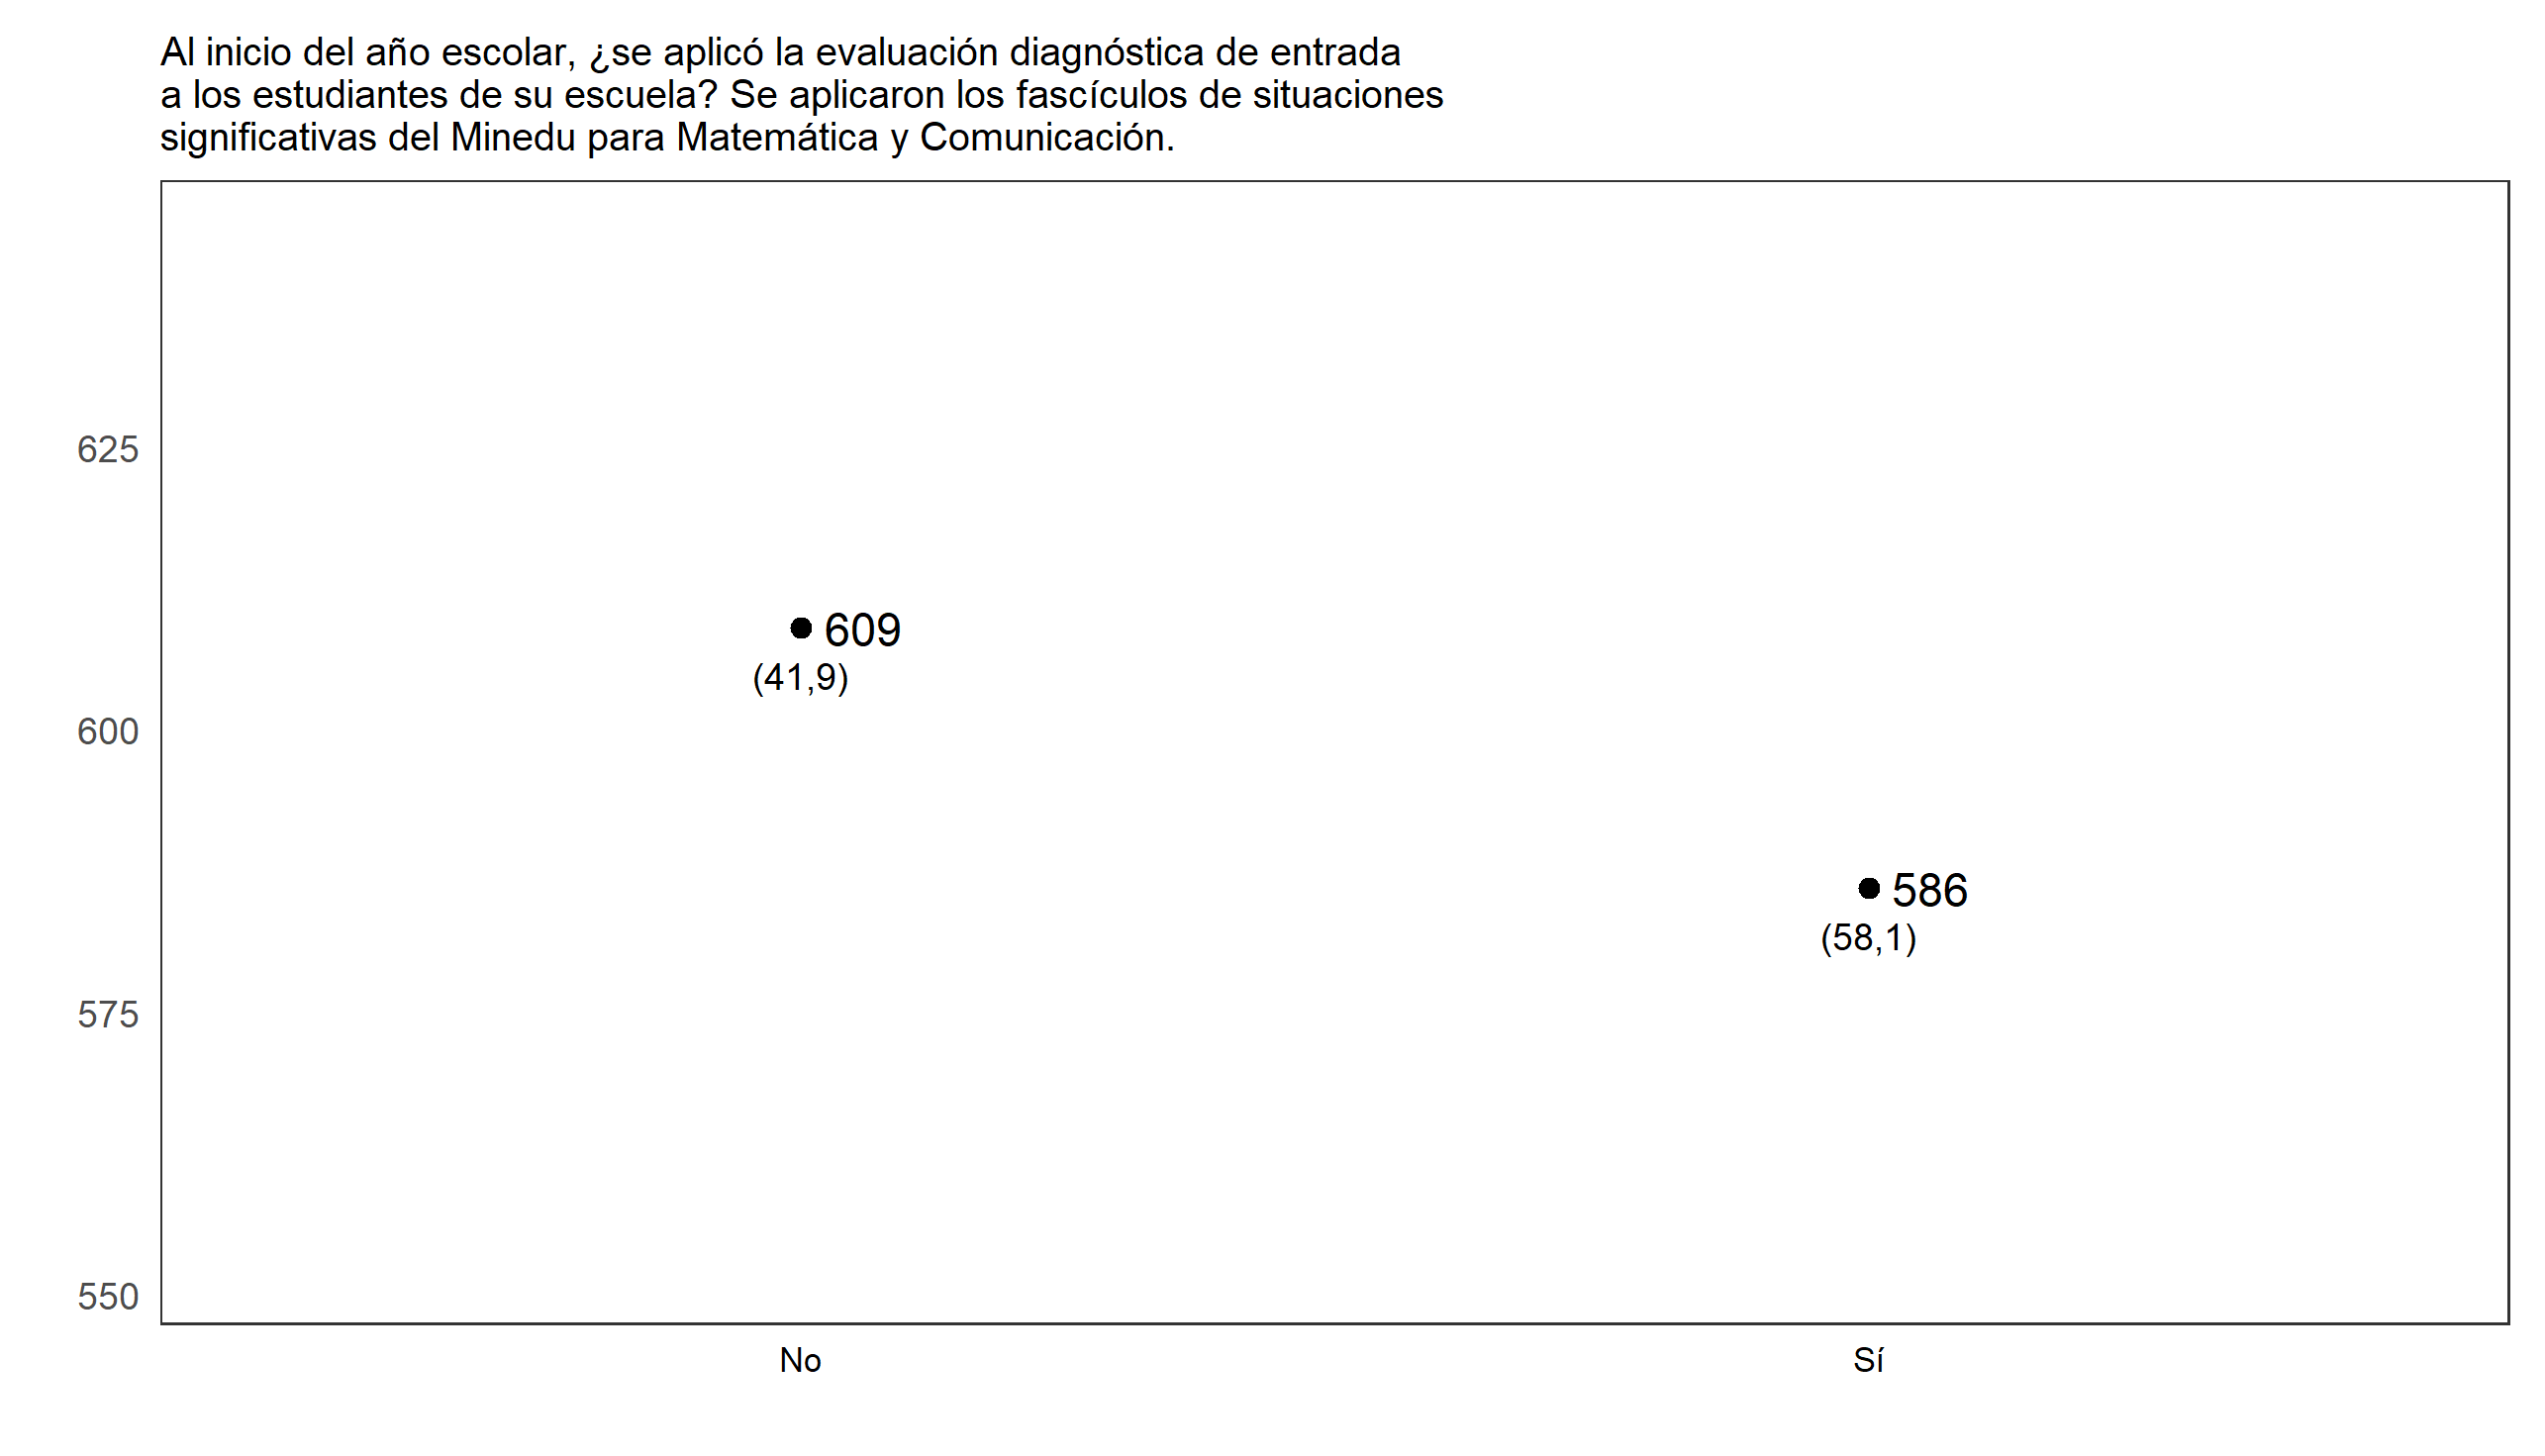 Al inicio del año escolar, ¿se aplicó la evaluación diagnóstica de entrada
a los estudiantes de su escuela? Se aplicaron los fascículos de situaciones
significativas del Minedu para Matemática y Comunicación.
625
609
(41,9)
600
586
(58,1)
575
550
No
Sí